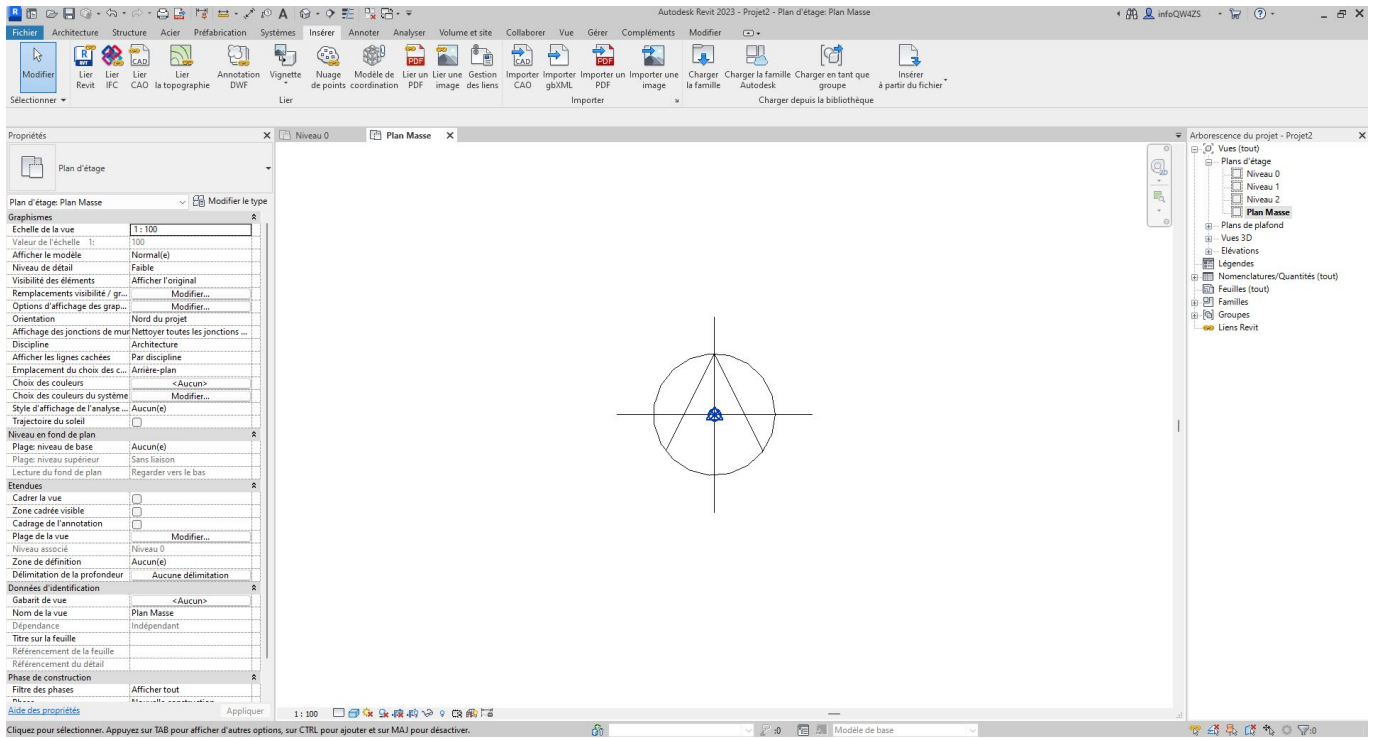 Autodesk Revit 2023 - Projet2 - Plan d'étage: Plan Masse
infoQW4ZS
Fichier Architecture Structure Acier Préfabrication Systèmes Insérer Annoter Analyser Volume et site Collaborer Vue Gérer Compléments Modifier
Modifier
Lier Revit
Lier IFC
Lier CAO
Lier la topographie
Annotation DWF
Vignette
Nuage de points
Modèle de coordination
Lier un PDF
Lier une image
Gestion des liens
Importer CAO
Importer gbXML
Importer un PDF
Importer une image
Charger la famille
Charger la famille Autodesk
Charger en tant que groupe
Insérer à partir du fichier
Sélectionner Lier Importer Charger depuis la bibliothèque
Propriétés
Plan d'étage
Plan d'étage: Plan Masse Modifier le type
Graphismes
Echelle de la vue 1 : 100
Valeur de l'échelle 1: 100
Afficher le modèle Normal(e)
Niveau de détail Faible
Visibilité des éléments Afficher l'original
Remplacements visibilité / gr... Modifier...
Options d'affichage des grap... Modifier...
Orientation Nord du projet
Affichage des jonctions de mur Nettoyer toutes les jonctions ...
Discipline Architecture
Afficher les lignes cachées Par discipline
Emplacement du choix des c... Arrière-plan
Choix des couleurs <Aucun>
Choix des couleurs du système Modifier...
Style d'affichage de l'analyse ... Aucun(e)
Trajectoire du soleil
Niveau en fond de plan
Plage: niveau de base Aucun(e)
Plage: niveau supérieur Sans liaison
Lecture du fond de plan Regarder vers le bas
Etendues
Cadrer la vue
Zone cadrée visible
Cadrage de l'annotation
Plage de la vue Modifier...
Niveau associé Niveau 0
Zone de définition Aucun(e)
Délimitation de la profondeur Aucune délimitation
Données d'identification
Gabarit de vue <Aucun>
Nom de la vue Plan Masse
Dépendance Indépendant
Titre sur la feuille
Référencement de la feuille
Référencement du détail
Phase de construction
Filtre des phases Afficher tout
Aide des propriétés Appliquer
Niveau 0 Plan Masse
1 : 100
Arborescence du projet - Projet2
Vues (tout)
Plans d'étage
Niveau 0
Niveau 1
Niveau 2
Plan Masse
Plans de plafond
Vues 3D
Elévations
Légendes
Nomenclatures/Quantités (tout)
Feuilles (tout)
Familles
Groupes
Liens Revit
Cliquez pour sélectionner. Appuyez sur TAB pour afficher d'autres options, sur CTRL pour ajouter et sur MAJ pour désactiver. :0 Modèle de base :0